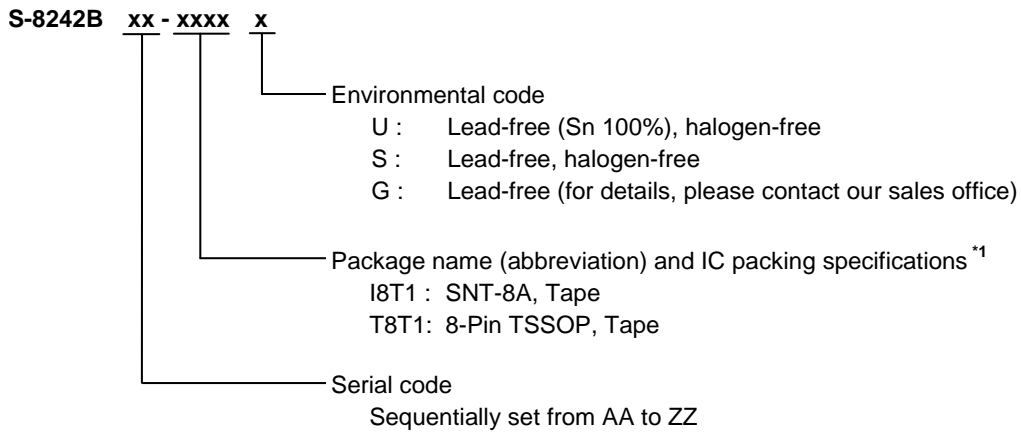 S-8242B xx - xxxx x
Environmental code
U : Lead-free (Sn 100%), halogen-free
S : Lead-free, halogen-free
G : Lead-free (for details, please contact our sales office)
Package name (abbreviation) and IC packing specifications *1
I8T1 : SNT-8A, Tape
T8T1: 8-Pin TSSOP, Tape
Serial code
Sequentially set from AA to ZZ